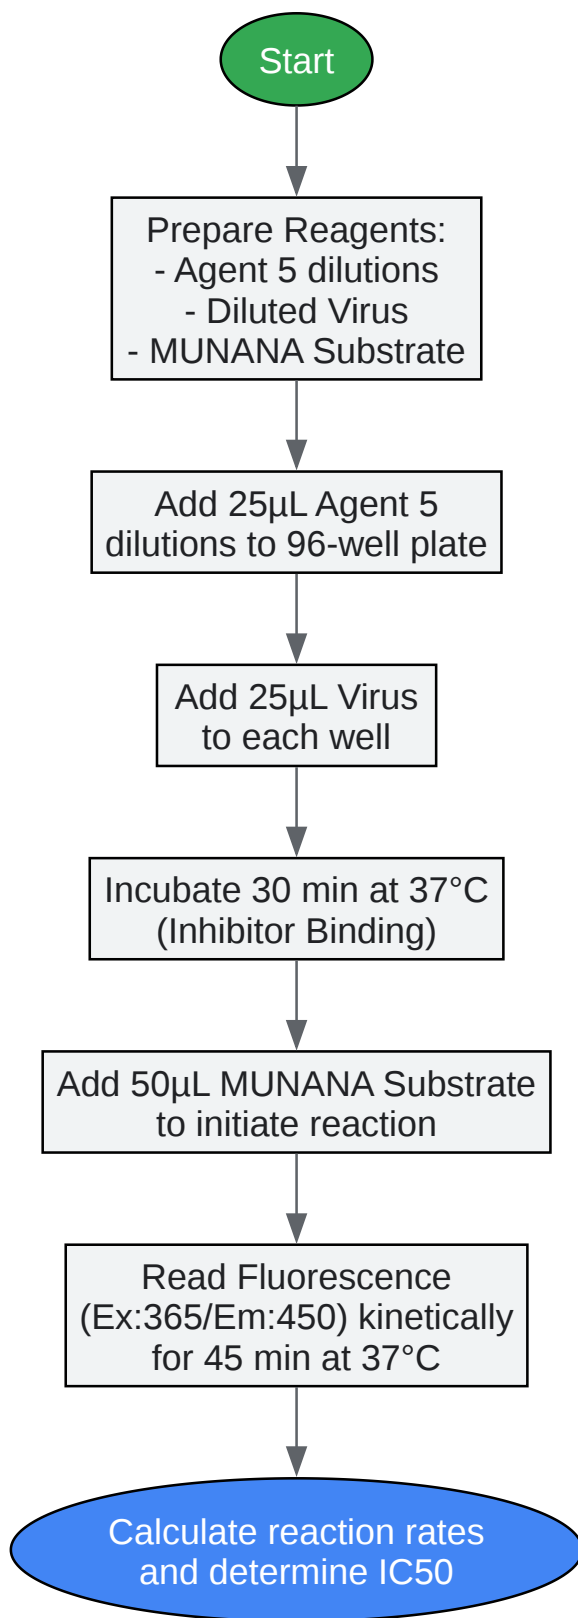 Start
Prepare Reagents:
- Agent 5 dilutions
- Diluted Virus
- MUNANA Substrate
Add 25µL Agent 5
dilutions to 96-well plate
Add 25µL Virus
to each well
Incubate 30 min at 37°C
(Inhibitor Binding)
Add 50µL MUNANA Substrate
to initiate reaction
Read Fluorescence
(Ex:365/Em:450) kinetically
for 45 min at 37°C
Calculate reaction rates
and determine IC50